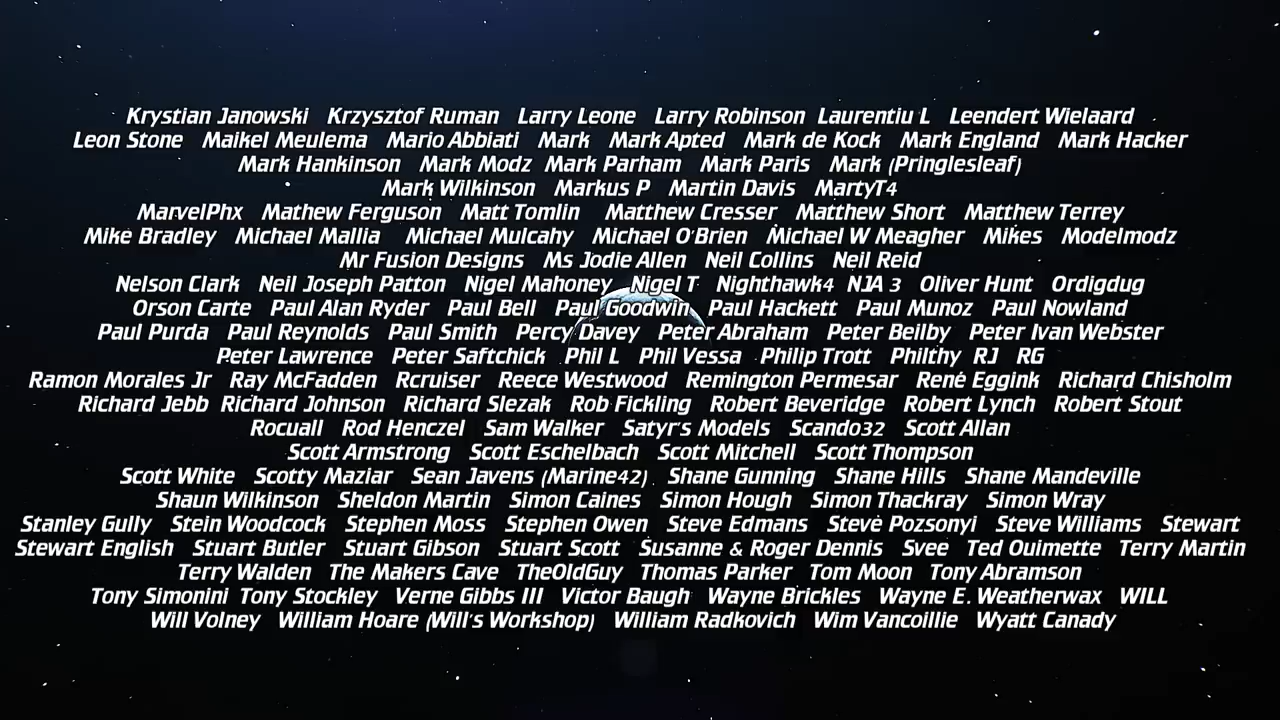 Krystian Janowski Krzysztof Ruman Larry Leone Larry Robinson Laurentiu L Leendert Wielaard
Leon Stone Maikel Meulema Mario Abbiati Mark Mark Apted Mark de Kock Mark England Mark Hacker
Mark Hankinson Mark Modz Mark Parham Mark Paris Mark (Pringlesleaf)
Mark Wilkinson Markus P Martin Davis MartyT4
MarvelPhx Mathew Ferguson Matt Tomlin Matthew Cresser Matthew Short Matthew Terrey
Mike Bradley Michael Mallia Michael Mulcahy Michael O'Brien Michael W Meagher Mikes Modelmodz
Mr Fusion Designs Ms Jodie Allen Neil Collins Neil Reid
Nelson Clark Neil Joseph Patton Nigel Mahoney Nigel T Nighthawk4 NJA 3 Oliver Hunt Ordigdug
Orson Carte Paul Alan Ryder Paul Bell Paul Goodwin Paul Hackett Paul Munoz Paul Nowland
Paul Purda Paul Reynolds Paul Smith Percy Davey Peter Abraham Peter Beilby Peter Ivan Webster
Peter Lawrence Peter Saftchick Phil L Phil Vessa Philip Trott Philthy RJ RG
Ramon Morales Jr Ray McFadden Rcruiser Reece Westwood Remington Permesar René Eggink Richard Chisholm
Richard Jebb Richard Johnson Richard Slezak Rob Fickling Robert Beveridge Robert Lynch Robert Stout
Rocuall Rod Henczel Sam Walker Satyr's Models Scando32 Scott Allan
Scott Armstrong Scott Eschelbach Scott Mitchell Scott Thompson
Scott White Scotty Maziar Sean Javens (Marine42) Shane Gunning Shane Hills Shane Mandeville
Shaun Wilkinson Sheldon Martin Simon Caines Simon Hough Simon Thackray Simon Wray
Stanley Gully Stein Woodcock Stephen Moss Stephen Owen Steve Edmans Steve Pozsonyi Steve Williams Stewart
Stewart English Stuart Butler Stuart Gibson Stuart Scott Susanne & Roger Dennis Svee Ted Ouimette Terry Martin
Terry Walden The Makers Cave TheOldGuy Thomas Parker Tom Moon Tony Abramson
Tony Simonini Tony Stockley Verne Gibbs III Victor Baugh Wayne Brickles Wayne E. Weatherwax WILL
Will Volney William Hoare (Will's Workshop) William Radkovich Wim Vancoillie Wyatt Canady